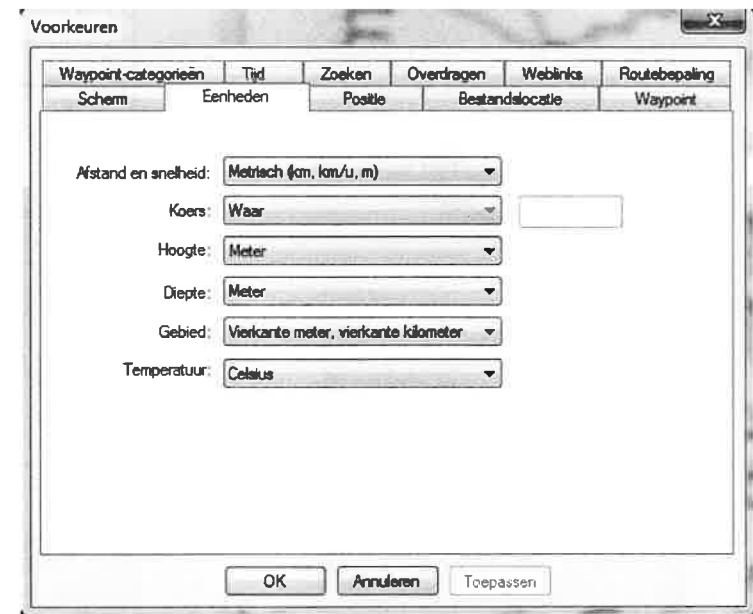 Voorkeuren
Waypoint-categorieën Tijd Zoeken Overdragen Weblinks Routebepaling
Scherm Eenheden Positie Bestandslocatie Waypoint
Afstand en snelheid: Metrisch (km, km/u, m)
Koers: Waar
Hoogte: Meter
Diepte: Meter
Gebied: Vierkante meter, vierkante kilometer
Temperatuur: Celsius
OK Annuleren Toepassen